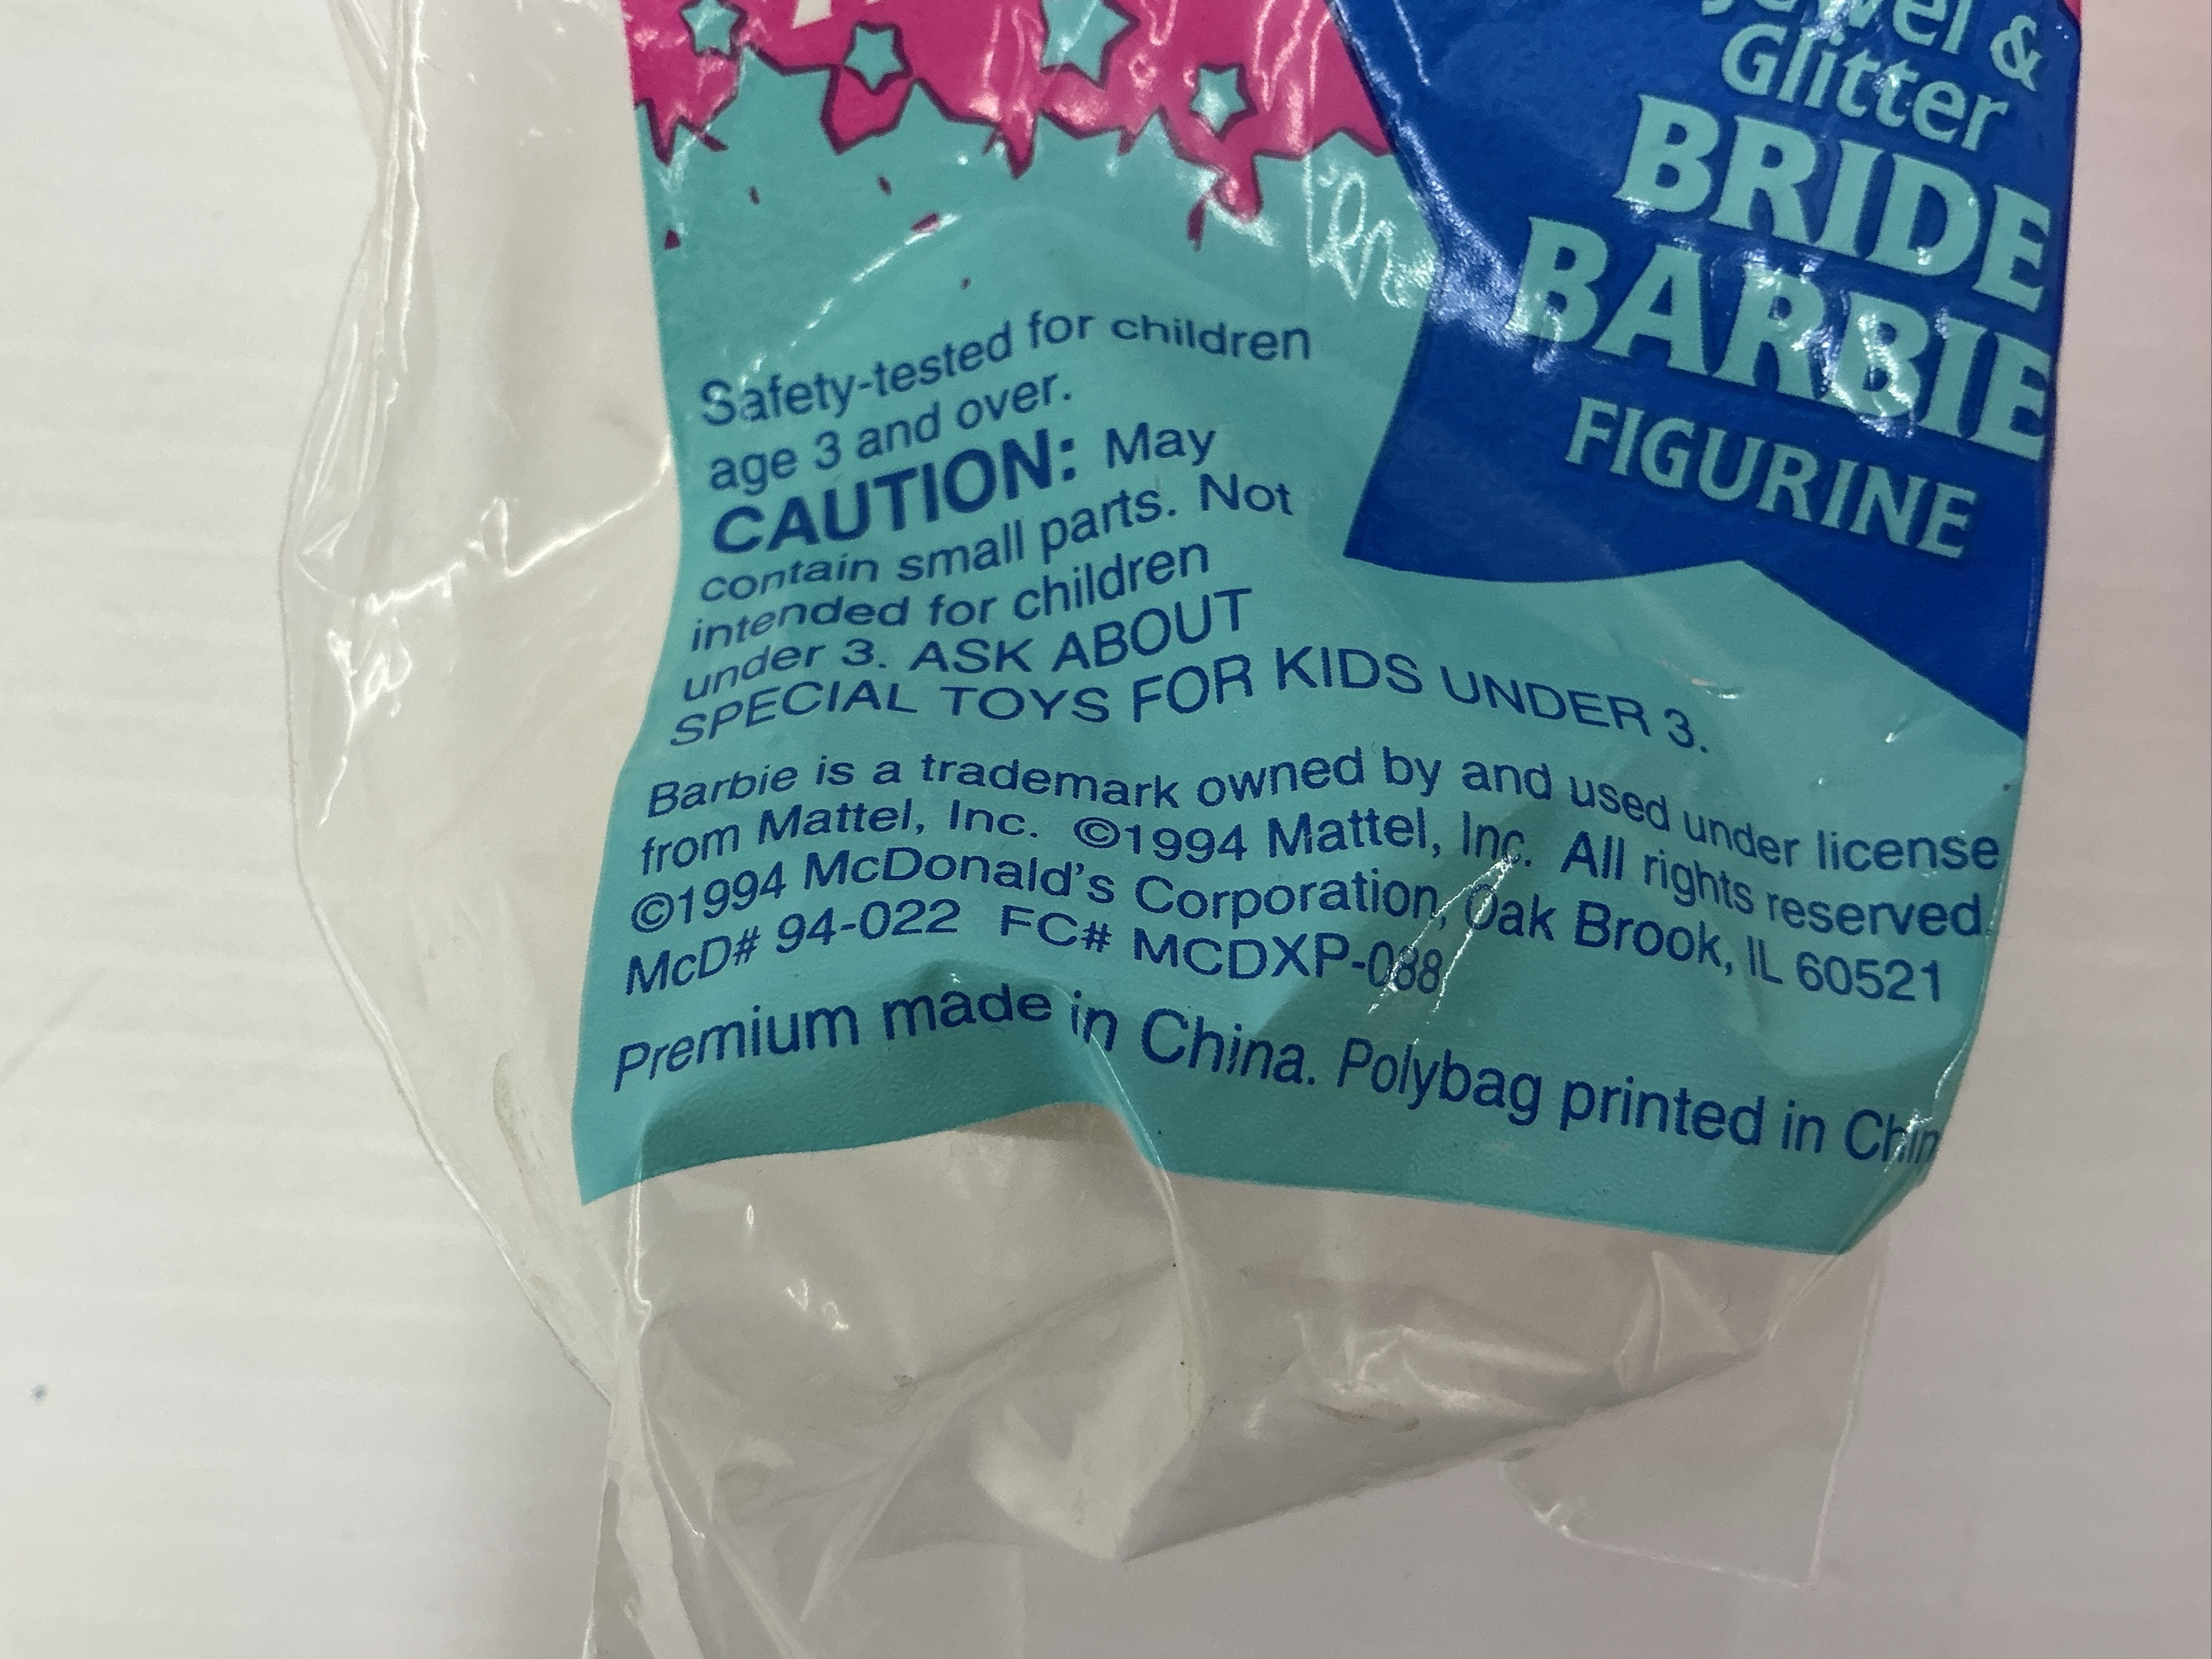 Jewel &
Glitter
BRIDE
BARBIE
FIGURINE
Safety-tested for children
age 3 and over.
CAUTION: May
contain small parts. Not
intended for children
under 3. ASK ABOUT
SPECIAL TOYS FOR KIDS UNDER 3.
Barbie is a trademark owned by and used under license
from Mattel, Inc. ©1994 Mattel, Inc. All rights reserved.
©1994 McDonald's Corporation, Oak Brook, IL 60521
McD# 94-022 FC# MCDXP-088
Premium made in China. Polybag printed in Chin